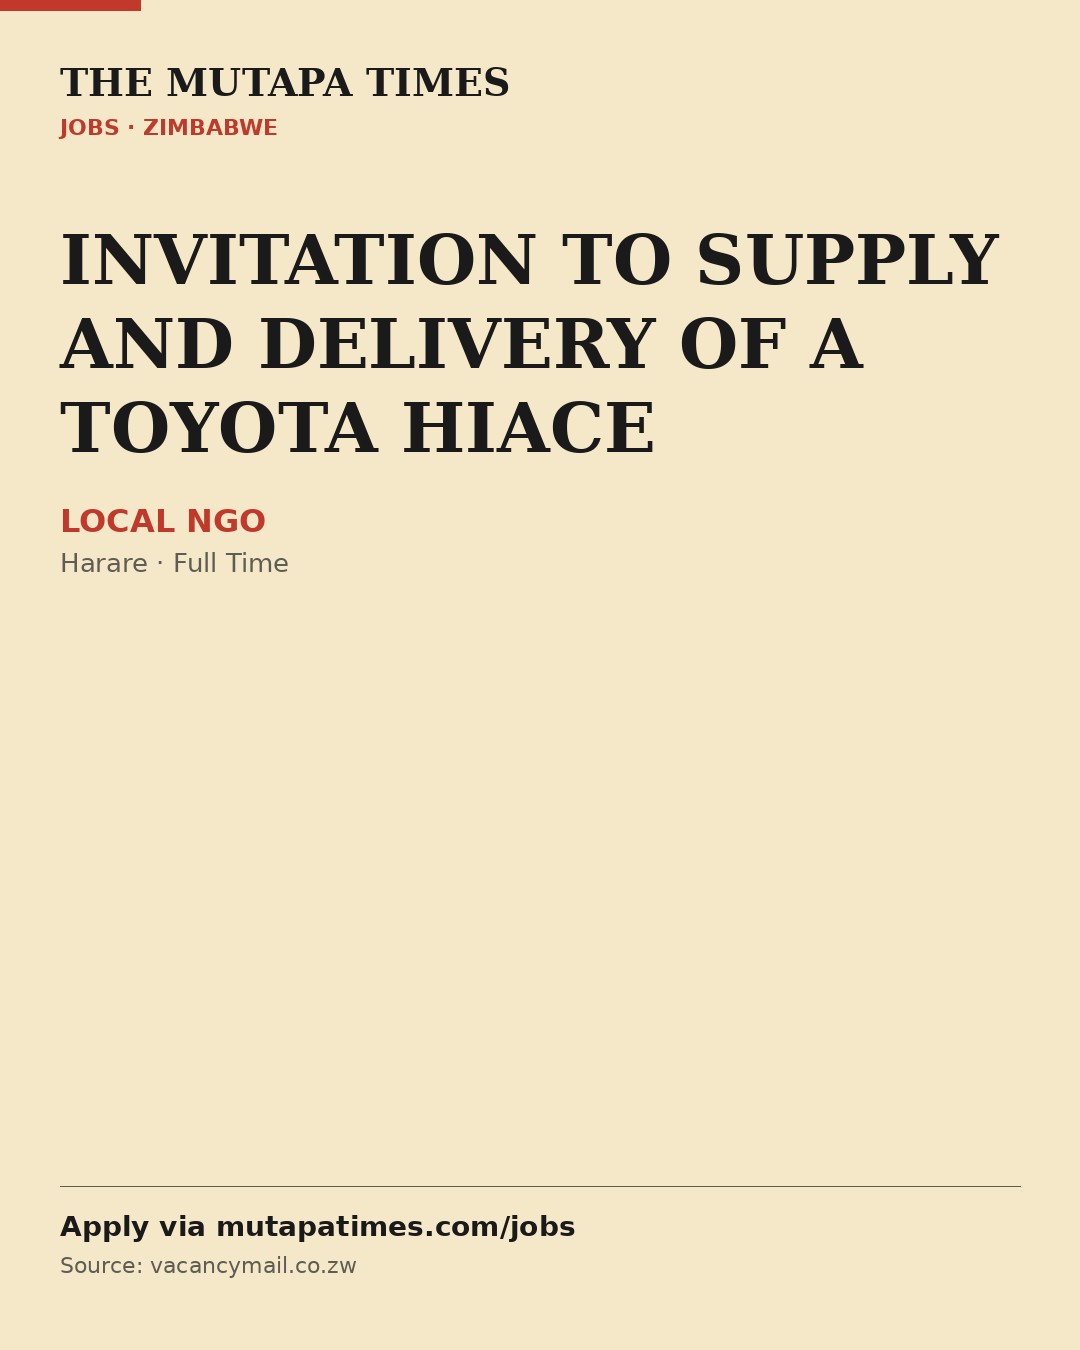 THE MUTAPA TIMES
JOBS · ZIMBABWE
INVITATION TO SUPPLY
AND DELIVERY OF A
TOYOTA HIACE
LOCAL NGO
Harare · Full Time
Apply via mutapatimes.com/jobs
Source: vacancymail.co.zw